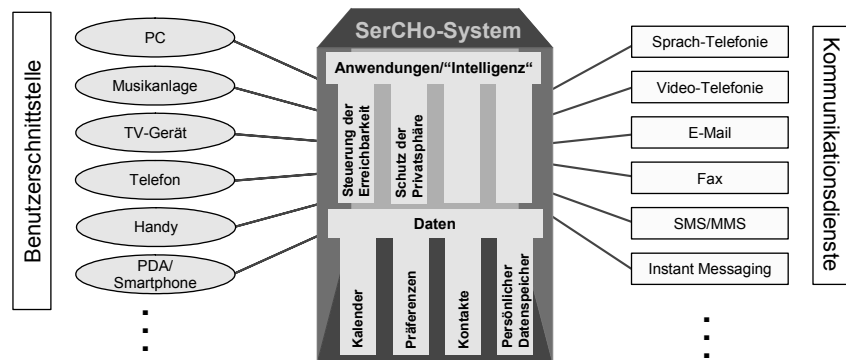 Benutzerschnittstelle
PC
Musikanlage
TV-Gerät
Telefon
Handy
PDA/
Smartphone
SerCHo-System
Anwendungen/“Intelligenz“
Steuerung der
Erreichbarkeit
Schutz der
Privatsphäre
Daten
Kalender
Präferenzen
Kontakte
Persönlicher
Datenspeicher
Sprach-Telefonie
Video-Telefonie
E-Mail
Fax
SMS/MMS
Instant Messaging
Kommunikationsdienste